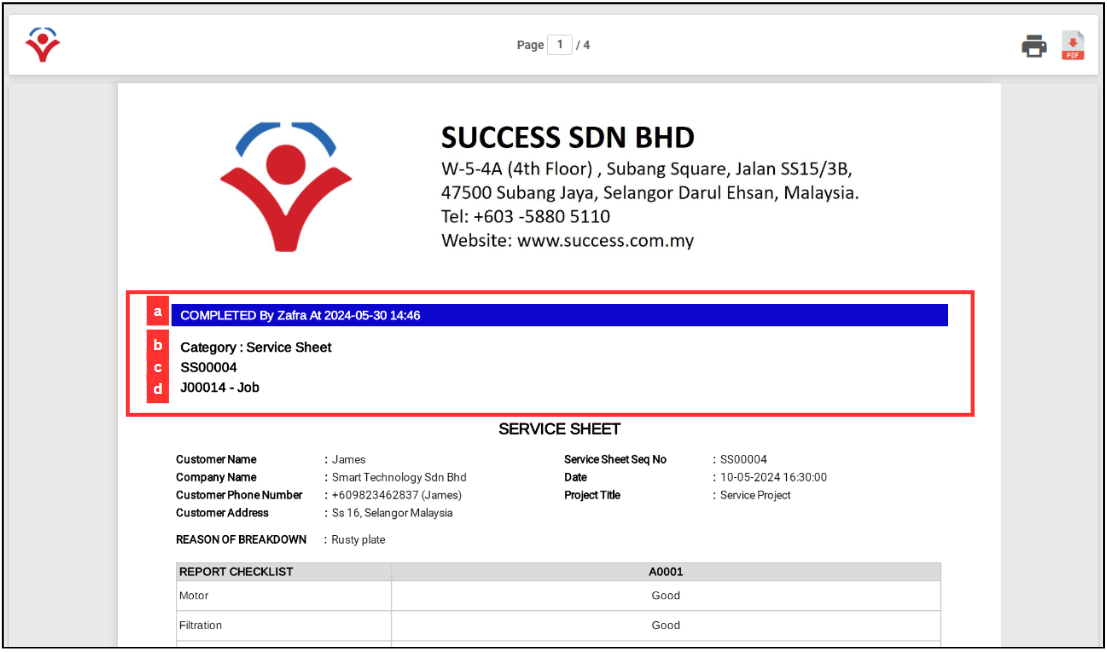 Page 1 / 4
PDF
SUCCESS SDN BHD
W-5-4A (4th Floor) , Subang Square, Jalan SS15/3B,
47500 Subang Jaya, Selangor Darul Ehsan, Malaysia.
Tel: +603 -5880 5110
Website: www.success.com.my
a COMPLETED By Zafra At 2024-05-30 14:46
b Category : Service Sheet
c SS00004
d J00014 - Job
SERVICE SHEET
Customer Name : James Service Sheet Seq No : SS00004
Company Name : Smart Technology Sdn Bhd Date : 10-05-2024 16:30:00
Customer Phone Number : +609823462837 (James) Project Title : Service Project
Customer Address : Ss 16, Selangor Malaysia
REASON OF BREAKDOWN : Rusty plate
REPORT CHECKLIST A0001
Motor Good
Filtration Good